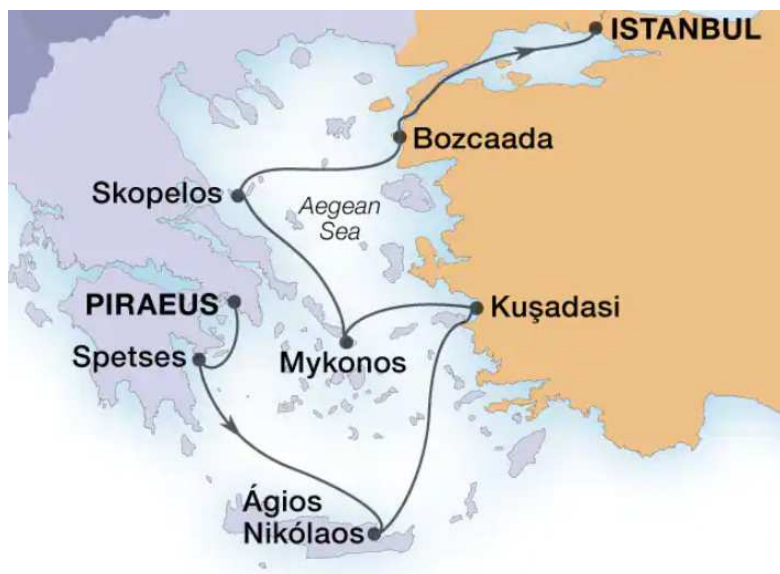 ISTANBUL
Bozcaada
Skopelos
Aegean
Sea
PIRAEUS
Kuşadasi
Spetses
Mykonos
Ágios
Nikólaos